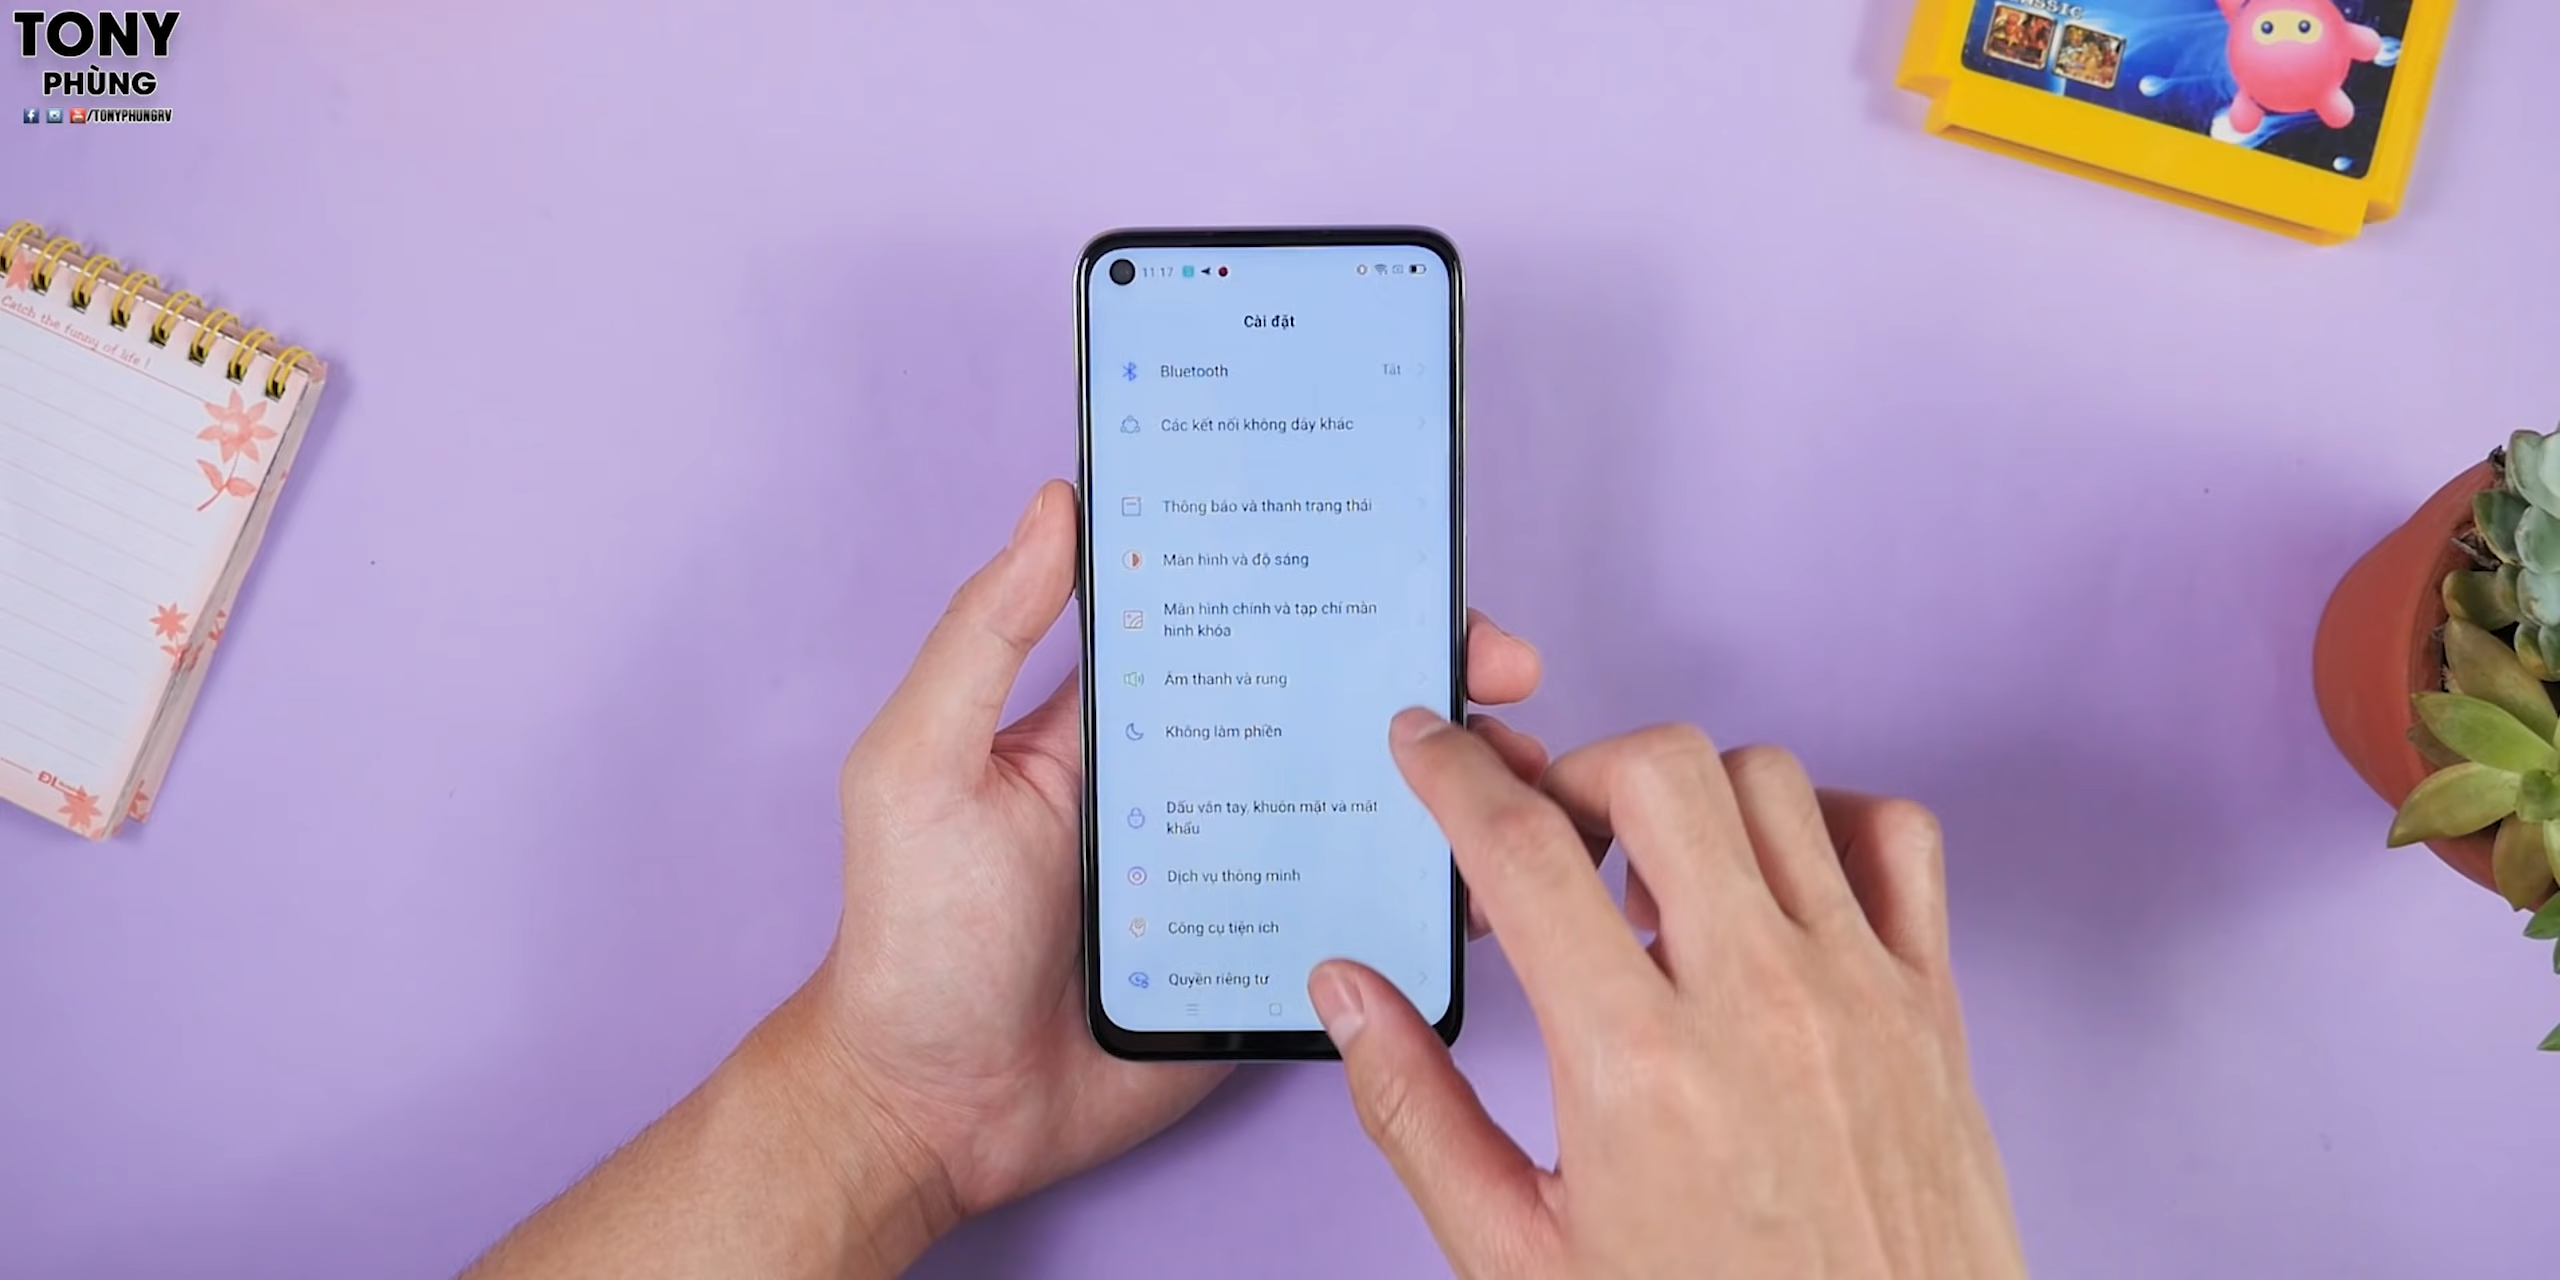 TONY
PHÙNG
/TONYPHUNGRV
Catch the funny of life !
11:17
Cài đặt
Bluetooth
Tắt
Các kết nối không dây khác
Thông báo và thanh trạng thái
Màn hình và độ sáng
Màn hình chính và tạp chí màn
hình khóa
Âm thanh và rung
Không làm phiền
Dấu vân tay, khuôn mặt và mật
khẩu
Dịch vụ thông minh
Công cụ tiện ích
Quyền riêng tư